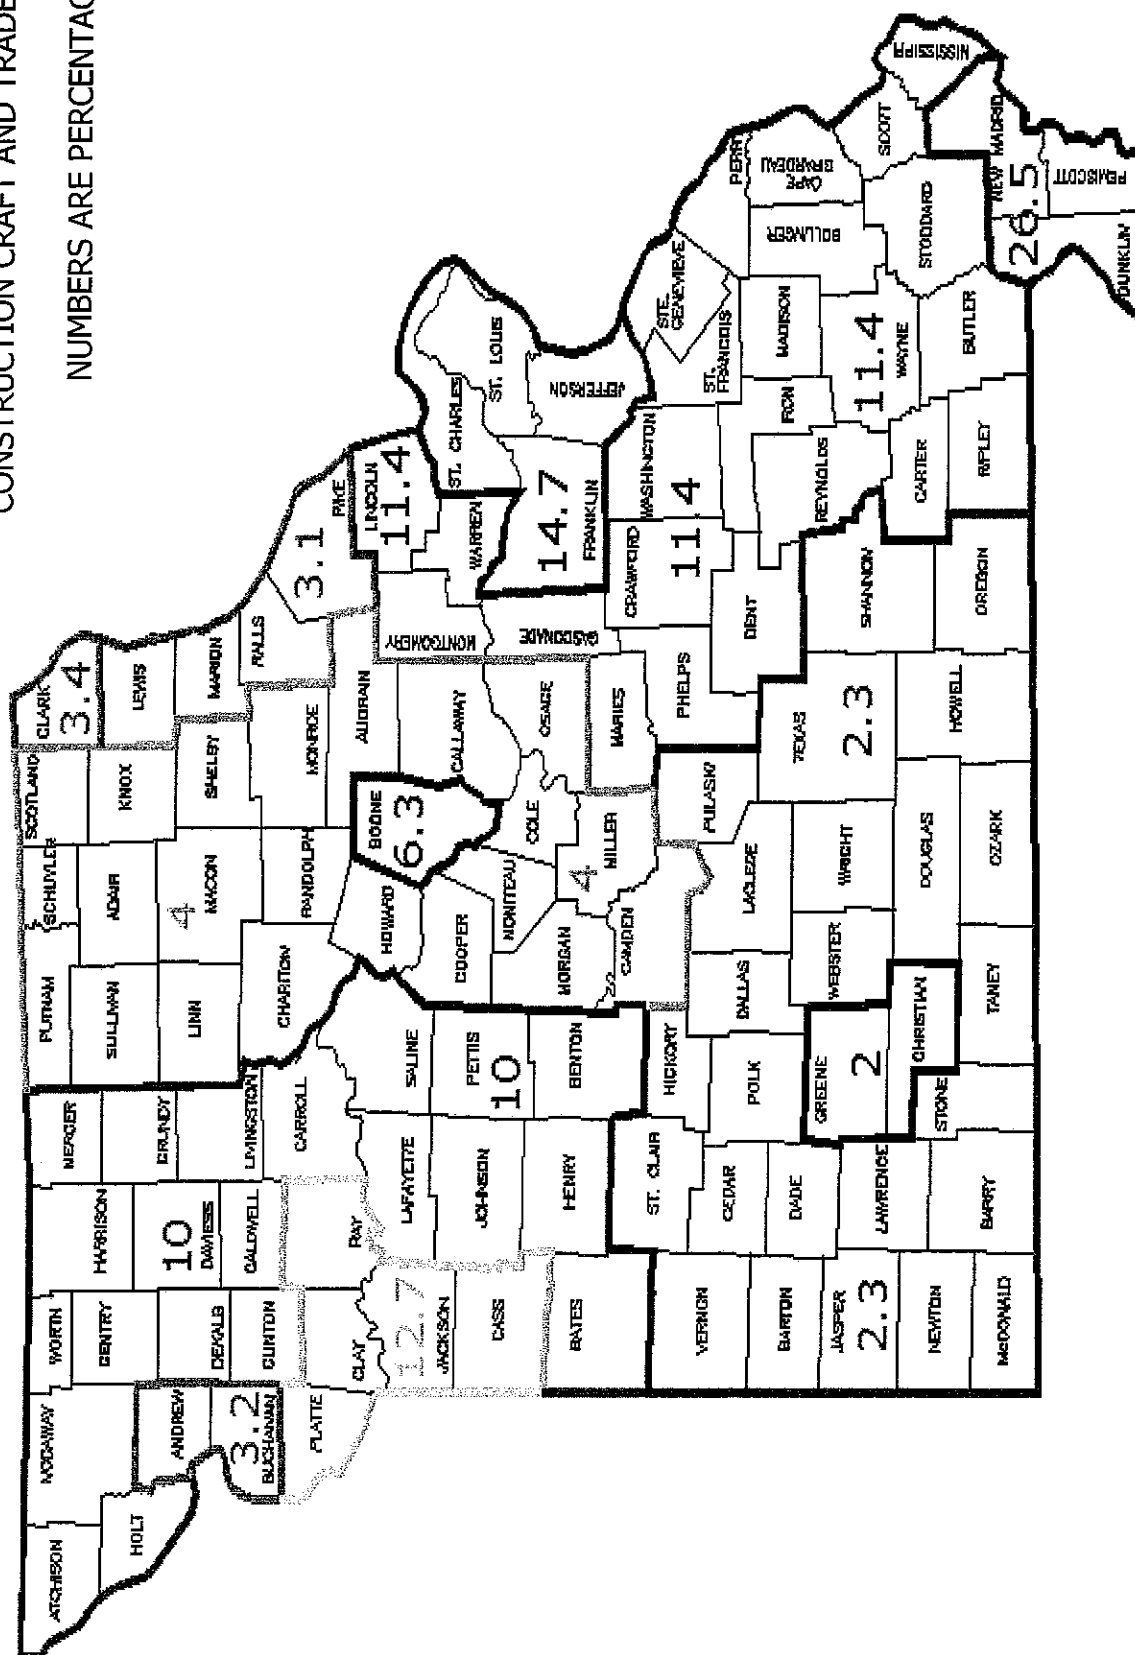 CONSTRUCTION CRAFT AND TRADE
NUMBERS ARE PERCENTAG
ATCHISON
NODAWAY
WORTH
HARRISON
MERCER
PUTNAM
SCHUYLER
SCOTLAND
CLARK
3.4
HOLT
ANDREW
GENTRY
DEKALB
10
DAVIESS
GRUNDY
SULLIVAN
ADAIR
KNOX
LEWIS
3.2
BUCHANAN
CLINTON
CALDWELL
LIVINGSTON
LINN
4
MACON
SHELBY
MARION
PLATTE
CLAY
RAY
CARROLL
CHARITON
RANDOLPH
MONROE
RALLS
3.1
PIKE
12.7
JACKSON
LAFAYETTE
SALINE
HOWARD
BOONE
6.3
AUDRAIN
LINCOLN
11.4
CASS
JOHNSON
PETTIS
10
COOPER
MONITEAU
COLE
CALLAWAY
MONTGOMERY
WARREN
ST. CHARLES
ST. LOUIS
BATES
HENRY
BENTON
MORGAN
4
MILLER
OSAGE
GASCONADE
14.7
FRANKLIN
JEFFERSON
VERNON
ST. CLAIR
HICKORY
CAMDEN
MARIES
PHELPS
CRAWFORD
11.4
WASHINGTON
STE.
GENEVIEVE
ST.
FRANCOIS
PERRY
BARTON
CEDAR
POLK
DALLAS
LACLEDE
PULASKI
DENT
IRON
MADISON
BOLLINGER
CAPE
GIRARDEAU
JASPER
2.3
DADE
GREENE
2
WEBSTER
WRIGHT
TEXAS
2.3
SHANNON
REYNOLDS
11.4
WAYNE
STODDARD
SCOTT
MISSISSIPPI
NEWTON
LAWRENCE
CHRISTIAN
DOUGLAS
HOWELL
CARTER
BUTLER
NEW
MADRID
26.5
McDONALD
BARRY
STONE
TANEY
OZARK
OREGON
RIPLEY
DUNKLIN
PEMISCOTT